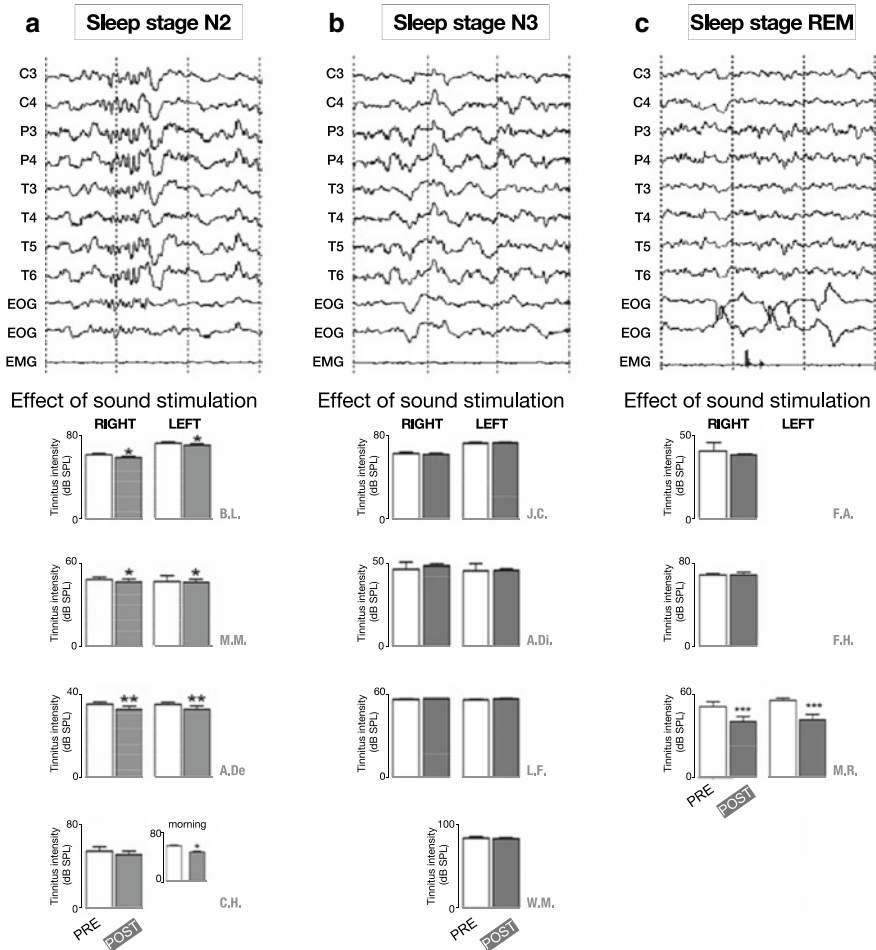 a Sleep stage N2
C3
C4
P3
P4
T3
T4
T5
T6
EOG
EOG
EMG
Effect of sound stimulation
RIGHT LEFT
Tinnitus intensity
(dB SPL)
80
0
* *
B.L.
Tinnitus intensity
(dB SPL)
60
0
* *
M.M.
Tinnitus intensity
(dB SPL)
40
0
** **
A.De
Tinnitus intensity
(dB SPL)
80
0
morning
80
0
*
C.H.
PRE
POST
b Sleep stage N3
C3
C4
P3
P4
T3
T4
T5
T6
EOG
EOG
EMG
Effect of sound stimulation
RIGHT LEFT
Tinnitus intensity
(dB SPL)
80
0
J.C.
Tinnitus intensity
(dB SPL)
50
0
A.Di.
Tinnitus intensity
(dB SPL)
60
0
L.F.
Tinnitus intensity
(dB SPL)
100
0
W.M.
PRE
POST
c Sleep stage REM
C3
C4
P3
P4
T3
T4
T5
T6
EOG
EOG
EMG
Effect of sound stimulation
RIGHT LEFT
Tinnitus intensity
(dB SPL)
50
0
F.A.
Tinnitus intensity
(dB SPL)
80
0
F.H.
Tinnitus intensity
(dB SPL)
60
0
*** ***
M.R.
PRE
POST